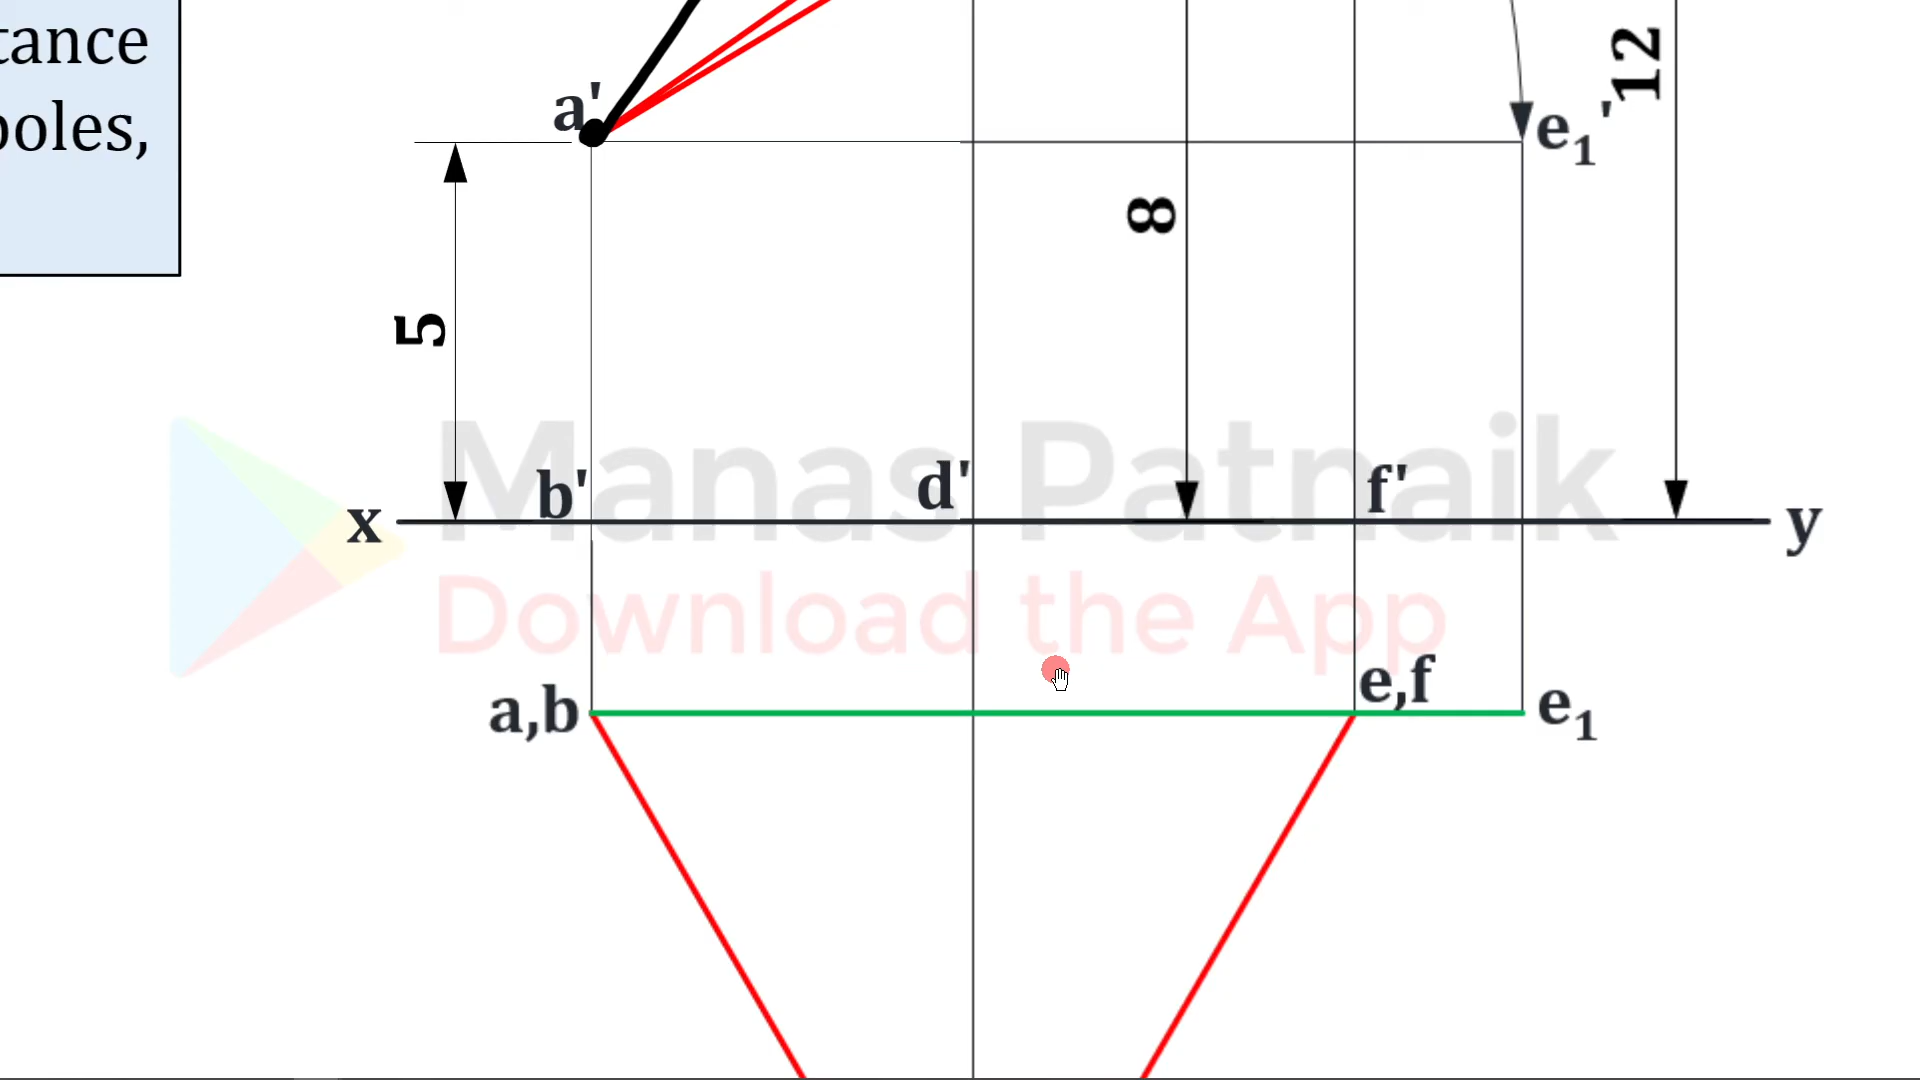 tance
poles,
12
a'
e₁'
8
5
Manas Patnaik
b'
d'
f'
x
y
Download the App
e,f
a,b
e₁